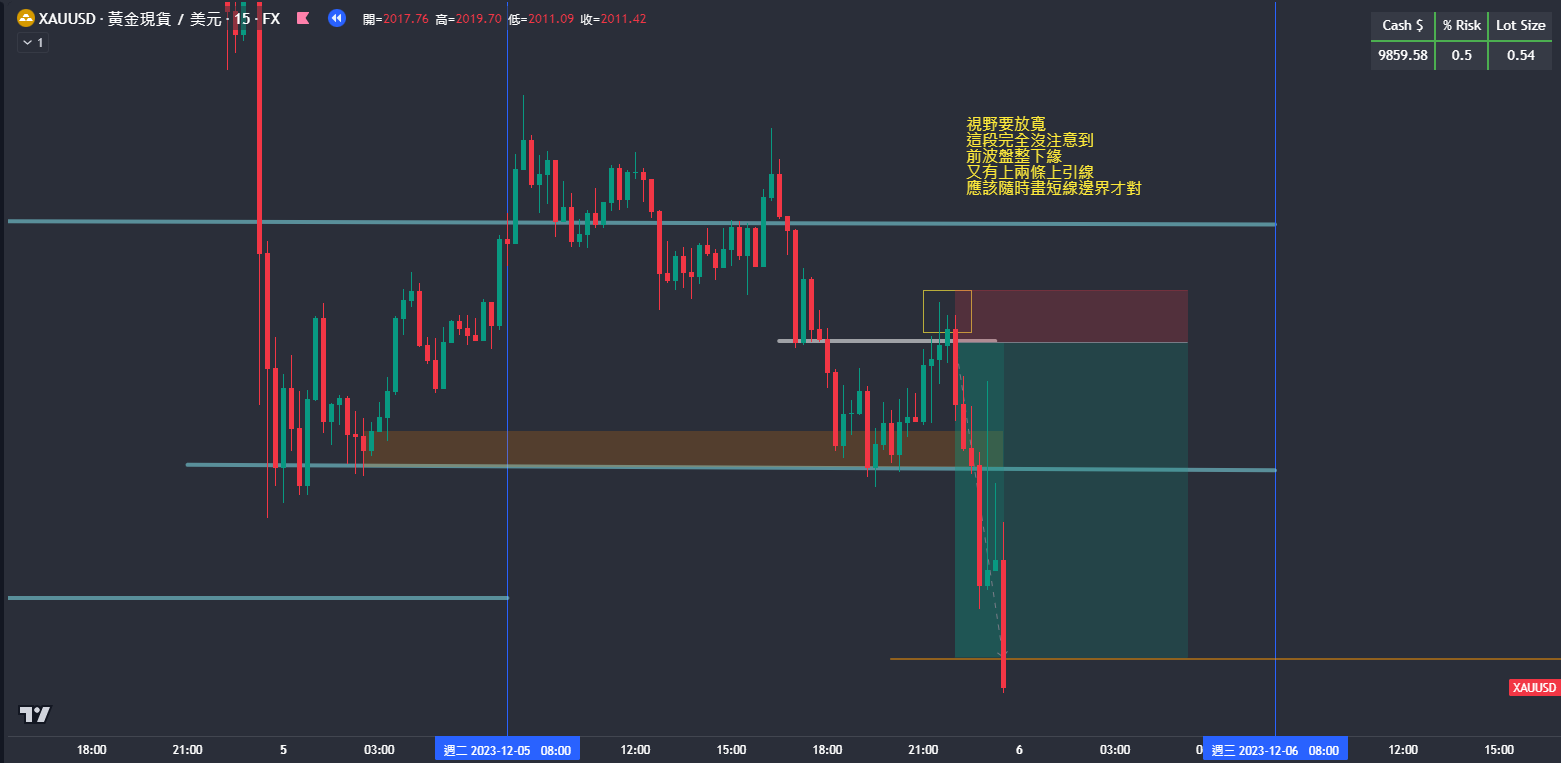 XAUUSD · 黃金現貨 / 美元 · 15 · FX 開=2017.76 高=2019.70 低=2011.09 收=2011.42
1
Cash $ % Risk Lot Size
9859.58 0.5 0.54
視野要放寬
這段完全沒注意到
前波盤整下緣
又有上兩條上引線
應該隨時畫短線邊界才對
XAUUSD
18:00 21:00 5 03:00 週二 2023-12-05 08:00 12:00 15:00 18:00 21:00 6 03:00 0 週三 2023-12-06 08:00 12:00 15:00